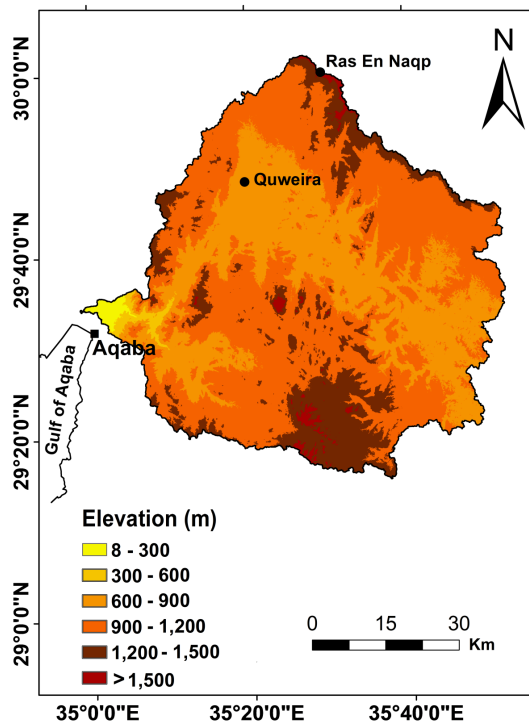 30°0'0"N
29°40'0"N
29°20'0"N
29°0'0"N
N
Ras En Naqp
Quweira
Aqaba
Gulf of Aqaba
Elevation (m)
8 - 300
300 - 600
600 - 900
900 - 1,200
1,200 - 1,500
>1,500
0 15 30
Km
35°0'0"E 35°20'0"E 35°40'0"E